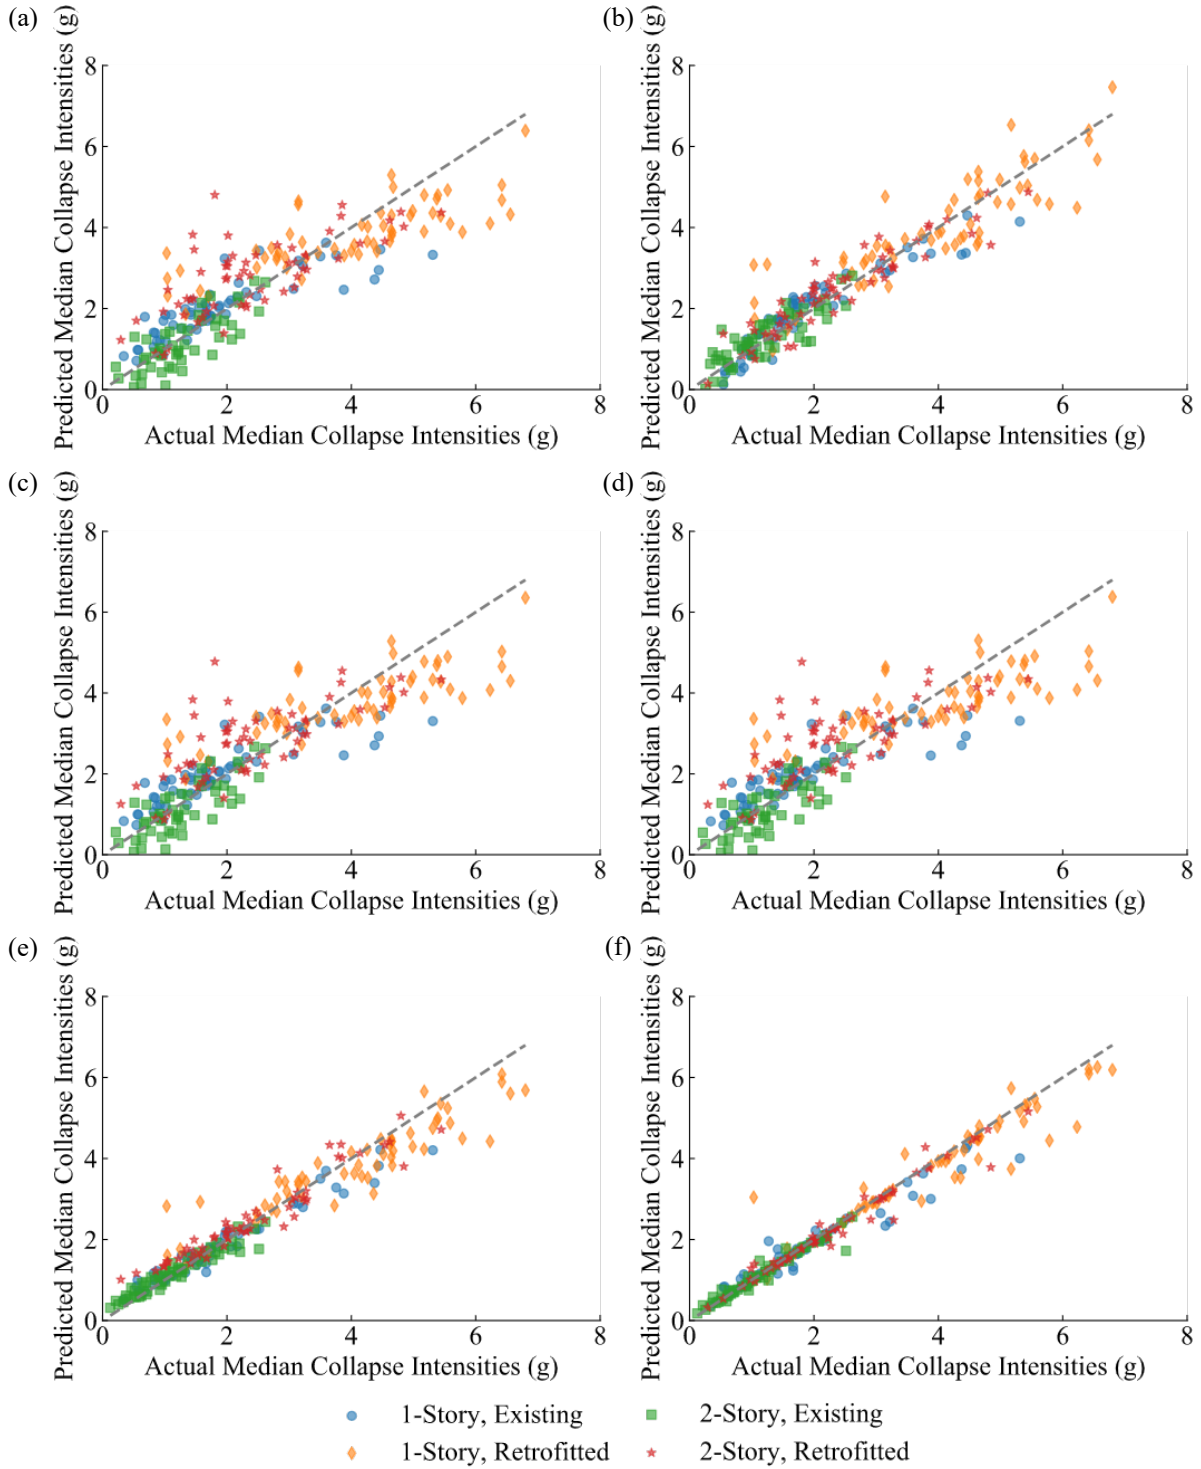 (a)
(b)
Predicted Median Collapse Intensities (g)
8
6
4
2
0
0 2 4 6 8
Actual Median Collapse Intensities (g)
Predicted Median Collapse Intensities (g)
8
6
4
2
0
0 2 4 6 8
Actual Median Collapse Intensities (g)
(c)
(d)
Predicted Median Collapse Intensities (g)
8
6
4
2
0
0 2 4 6 8
Actual Median Collapse Intensities (g)
Predicted Median Collapse Intensities (g)
8
6
4
2
0
0 2 4 6 8
Actual Median Collapse Intensities (g)
(e)
(f)
Predicted Median Collapse Intensities (g)
8
6
4
2
0
0 2 4 6 8
Actual Median Collapse Intensities (g)
Predicted Median Collapse Intensities (g)
8
6
4
2
0
0 2 4 6 8
Actual Median Collapse Intensities (g)
1-Story, Existing
2-Story, Existing
1-Story, Retrofitted
2-Story, Retrofitted